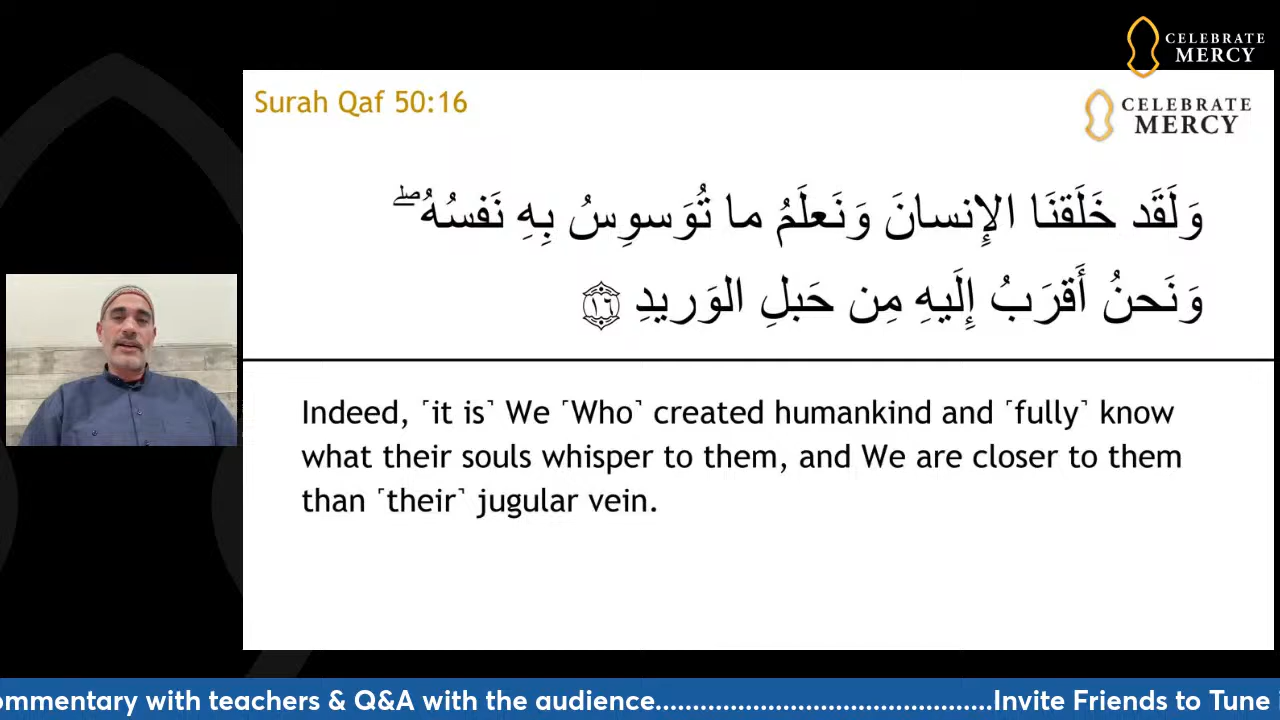 CELEBRATE
MERCY
Surah Qaf 50:16
CELEBRATE
MERCY
وَلَقَد خَلَقنَا الإِنسانَ وَنَعلَمُ ما تُوَسوِسُ بِهِ نَفسُهُ ۖ
وَنَحنُ أَقرَبُ إِلَيهِ مِن حَبلِ الوَريدِ ١٦
Indeed, ˹it is˺ We ˹Who˺ created humankind and ˹fully˺ know
what their souls whisper to them, and We are closer to them
than ˹their˺ jugular vein.
ommentary with teachers & Q&A with the audience............................................Invite Friends to Tune